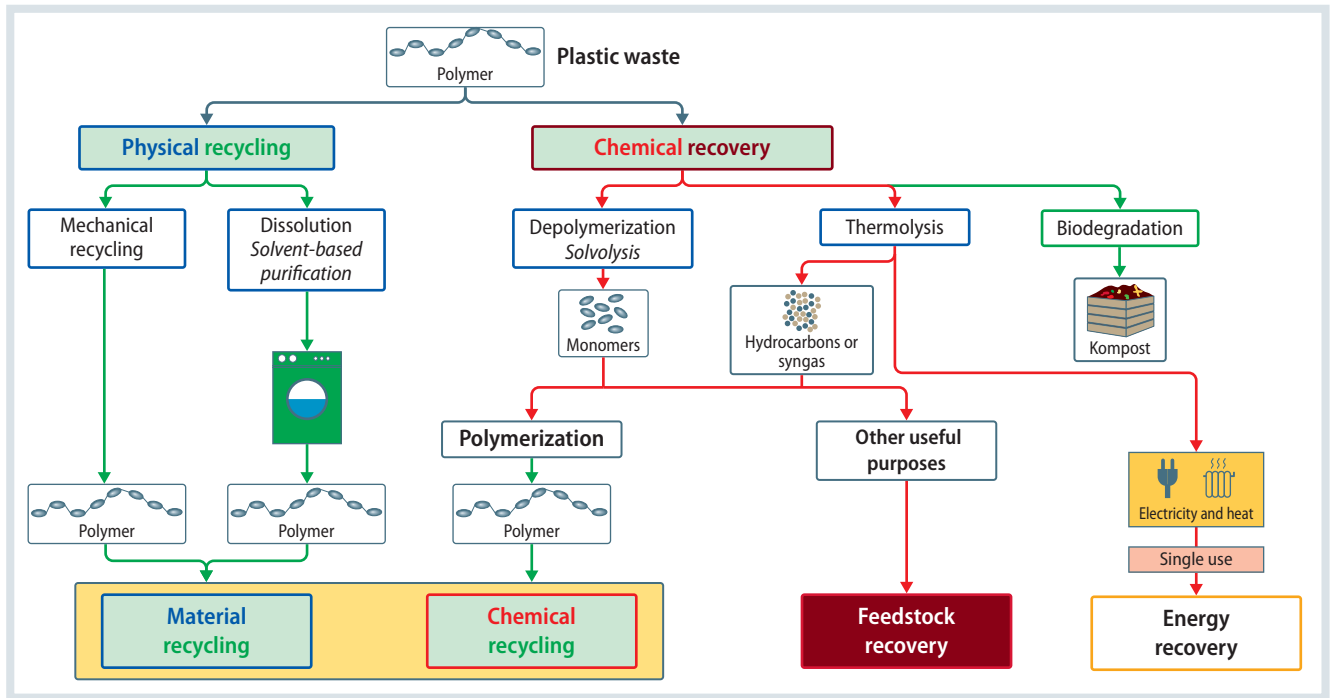 Polymer
Plastic waste
Physical recycling
Chemical recovery
Mechanical
recycling
Dissolution
Solvent-based
purification
Depolymerization
Solvolysis
Thermolysis
Biodegradation
Monomers
Hydrocarbons or
syngas
Kompost
Polymerization
Other useful
purposes
Electricity and heat
Polymer
Polymer
Polymer
Single use
Material
recycling
Chemical
recycling
Feedstock
recovery
Energy
recovery